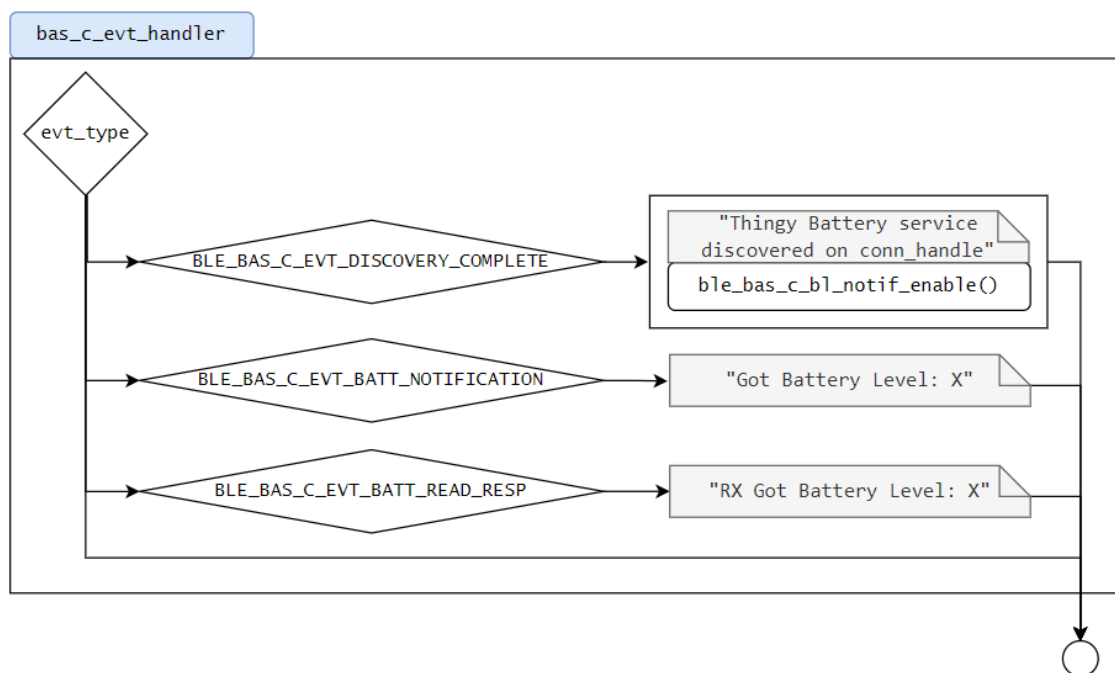 bas_c_evt_handler
evt_type
BLE_BAS_C_EVT_DISCOVERY_COMPLETE
"Thingy Battery service
discovered on conn_handle"
ble_bas_c_bl_notif_enable()
BLE_BAS_C_EVT_BATT_NOTIFICATION
"Got Battery Level: X"
BLE_BAS_C_EVT_BATT_READ_RESP
"RX Got Battery Level: X"